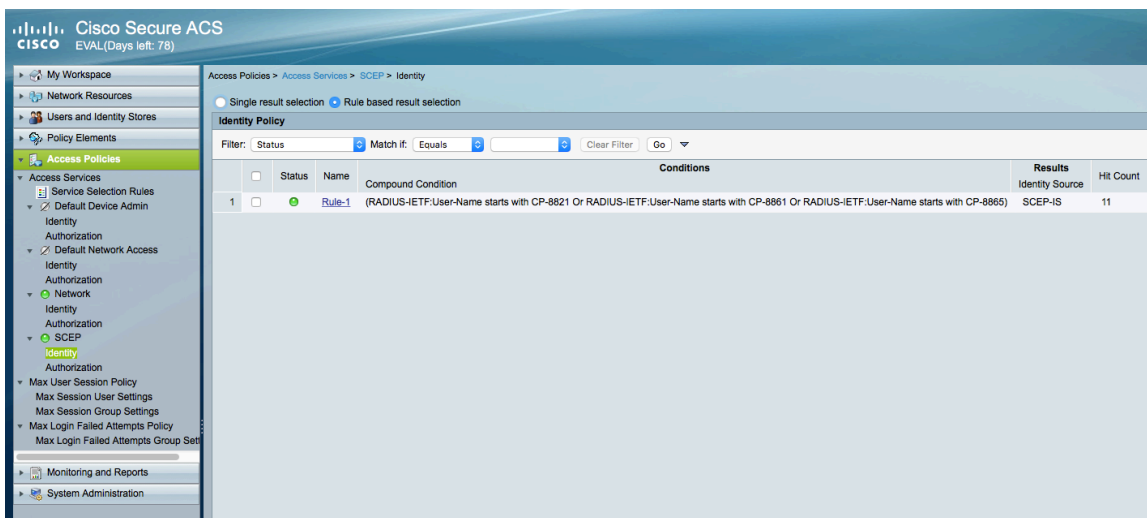 Cisco Secure ACS
CISCO
EVAL(Days left: 78)
My Workspace
Network Resources
Users and Identity Stores
Policy Elements
Access Policies
Access Services
Service Selection Rules
Default Device Admin
Identity
Authorization
Default Network Access
Identity
Authorization
Network
Identity
Authorization
SCEP
Identity
Authorization
Max User Session Policy
Max Session User Settings
Max Session Group Settings
Max Login Failed Attempts Policy
Max Login Failed Attempts Group Sett
Monitoring and Reports
System Administration
Access Policies > Access Services > SCEP > Identity
Single result selection Rule based result selection
Identity Policy
Filter: Status Match if: Equals Clear Filter Go
Status Name Conditions Results Hit Count
Compound Condition Identity Source
1 Rule-1 (RADIUS-IETF:User-Name starts with CP-8821 Or RADIUS-IETF:User-Name starts with CP-8861 Or RADIUS-IETF:User-Name starts with CP-8865) SCEP-IS 11